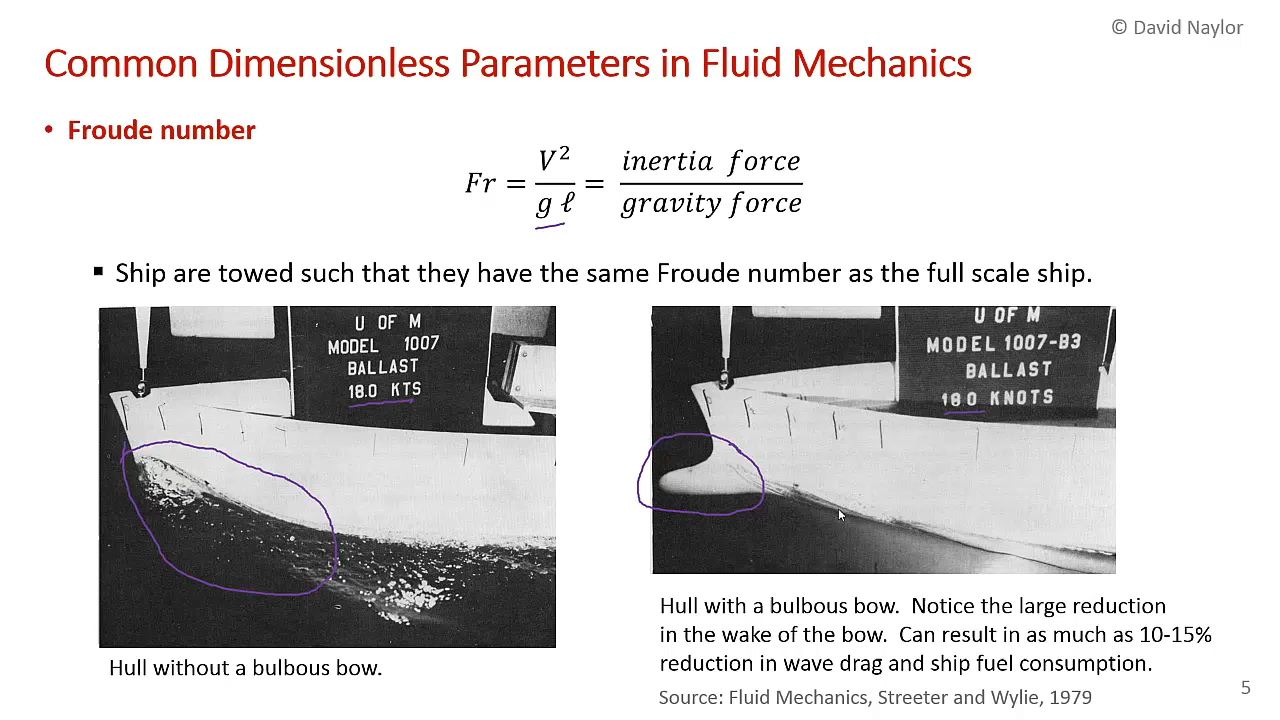 © David Naylor
Common Dimensionless Parameters in Fluid Mechanics
• Froude number
Fr = V²/(g ℓ) = inertia force/gravity force
▪ Ship are towed such that they have the same Froude number as the full scale ship.
U OF M
MODEL 1007
BALLAST
18.0 KTS
U OF M
MODEL 1007-B3
BALLAST
18.0 KNOTS
Hull without a bulbous bow.
Hull with a bulbous bow. Notice the large reduction
in the wake of the bow. Can result in as much as 10-15%
reduction in wave drag and ship fuel consumption.
Source: Fluid Mechanics, Streeter and Wylie, 1979
5